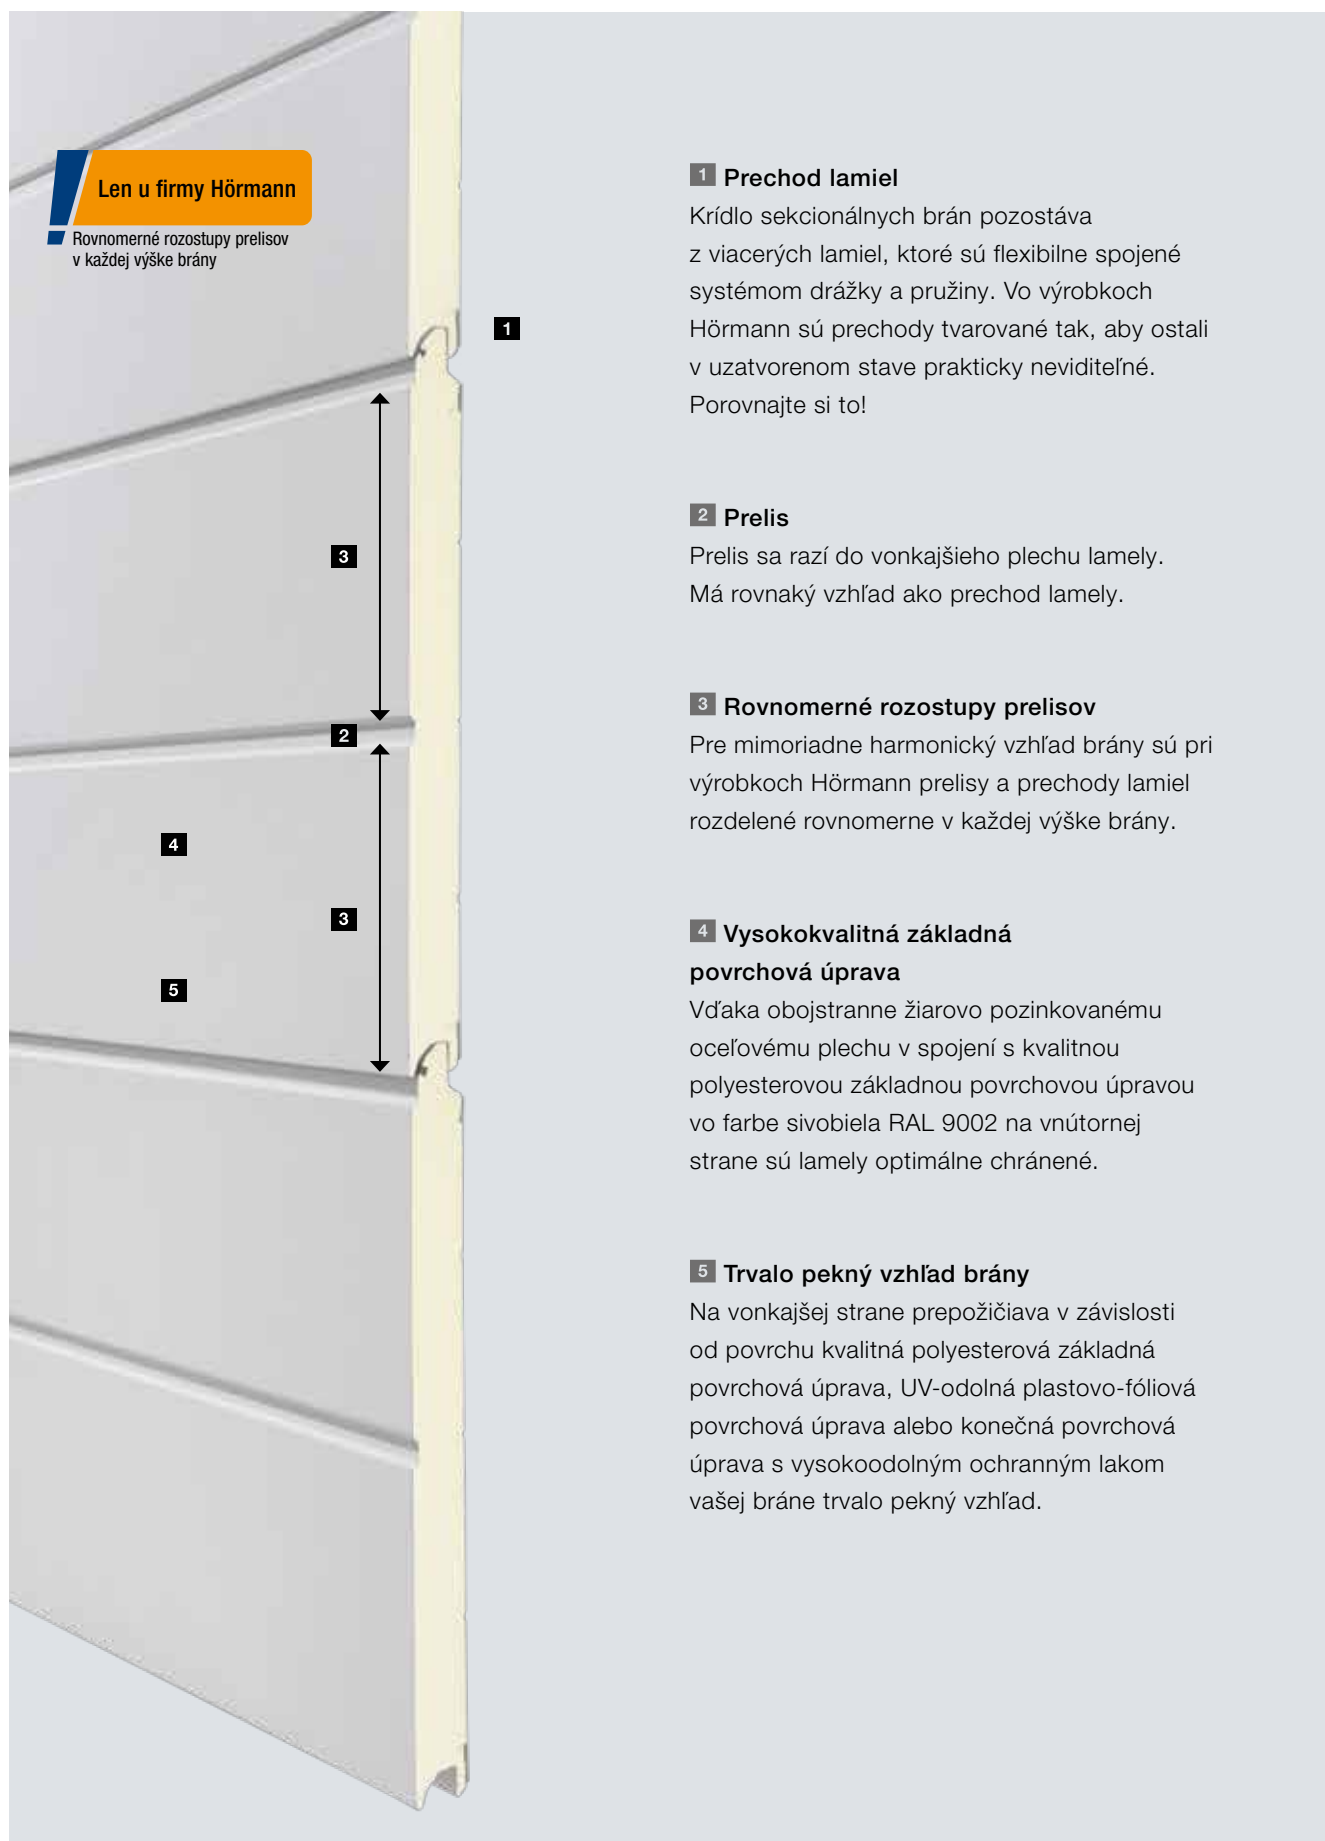 Len u firmy Hörmann
Rovnomerné rozostupy prelisov
v každej výške brány
1
3
2
4
3
5
1 Prechod lamiel
Krídlo sekcionálnych brán pozostáva
z viacerých lamiel, ktoré sú flexibilne spojené
systémom drážky a pružiny. Vo výrobkoch
Hörmann sú prechody tvarované tak, aby ostali
v uzatvorenom stave prakticky neviditeľné.
Porovnajte si to!
2 Prelis
Prelis sa razí do vonkajšieho plechu lamely.
Má rovnaký vzhľad ako prechod lamely.
3 Rovnomerné rozostupy prelisov
Pre mimoriadne harmonický vzhľad brány sú pri
výrobkoch Hörmann prelisy a prechody lamiel
rozdelené rovnomerne v každej výške brány.
4 Vysokokvalitná základná
povrchová úprava
Vďaka obojstranne žiarovo pozinkovanému
oceľovému plechu v spojení s kvalitnou
polyesterovou základnou povrchovou úpravou
vo farbe sivobiela RAL 9002 na vnútornej
strane sú lamely optimálne chránené.
5 Trvalo pekný vzhľad brány
Na vonkajšej strane prepožičiava v závislosti
od povrchu kvalitná polyesterová základná
povrchová úprava, UV-odolná plastovo-fóliová
povrchová úprava alebo konečná povrchová
úprava s vysokoodolným ochranným lakom
vašej bráne trvalo pekný vzhľad.